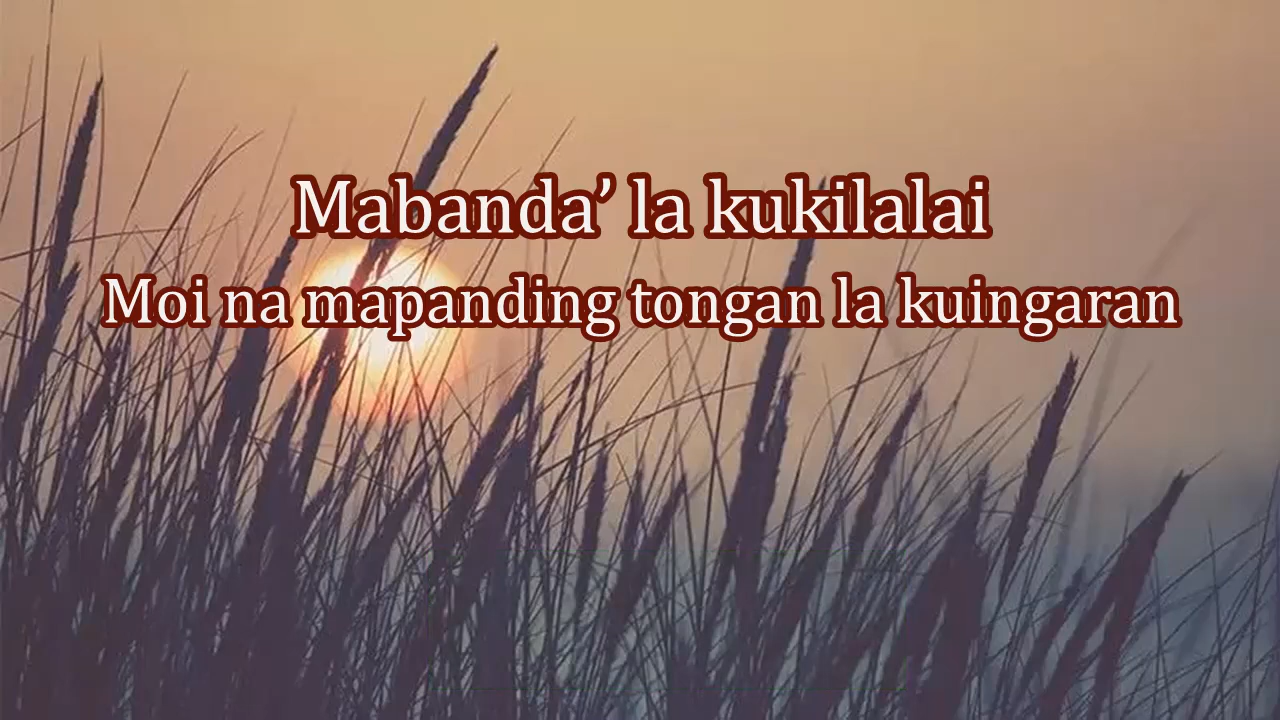 Mabanda’ la kukilalai
Moi na mapanding tongan la kuingaran